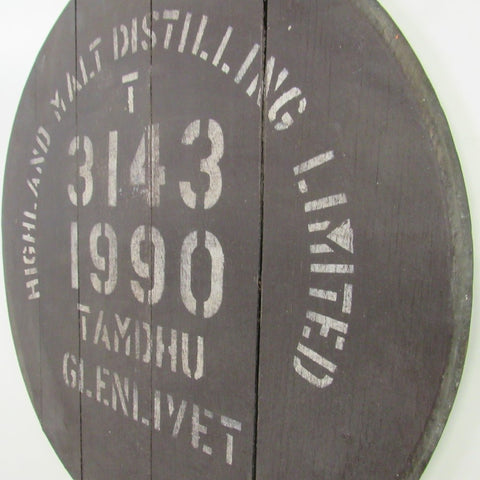 HIGHLAND MALT DISTILLING LIMITED
T
3143
1990
TAMDHU
GLENLIVET